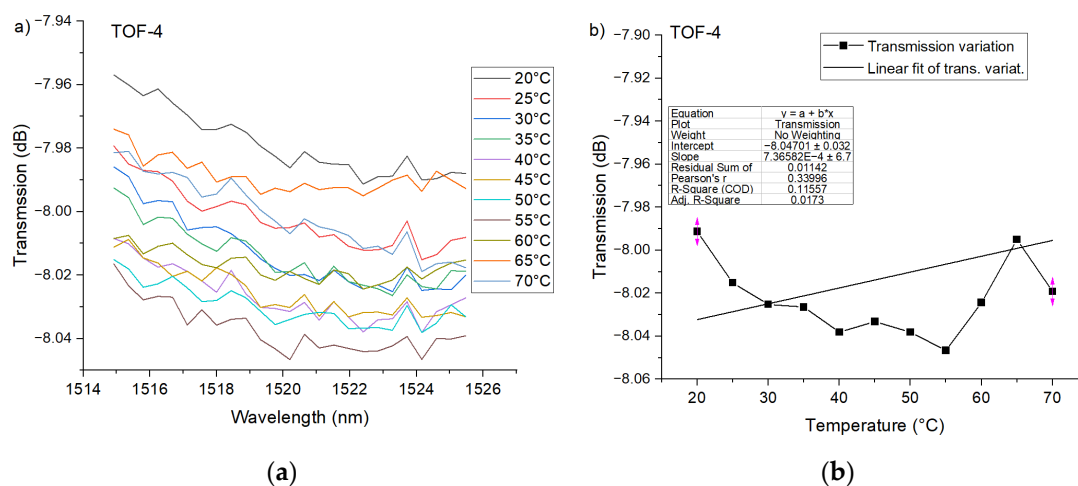 a)
TOF-4
Transmssion (dB)
−7.94
−7.96
−7.98
−8.00
−8.02
−8.04
1514
1516
1518
1520
1522
1524
1526
Wavelength (nm)
20°C
25°C
30°C
35°C
40°C
45°C
50°C
55°C
60°C
65°C
70°C
(a)
b)
TOF-4
Transmission (dB)
−7.90
−7.92
−7.94
−7.96
−7.98
−8.00
−8.02
−8.04
−8.06
20
30
40
50
60
70
Temperature (°C)
Transmission variation
Linear fit of trans. variat.
Equation y = a + b*x
Plot Transmission
Weight No Weighting
Intercept −8.04701 ± 0.032
Slope 7.36582E−4 ± 6.7
Residual Sum of 0.01142
Pearson's r 0.33996
R-Square (COD) 0.11557
Adj. R-Square 0.0173
(b)